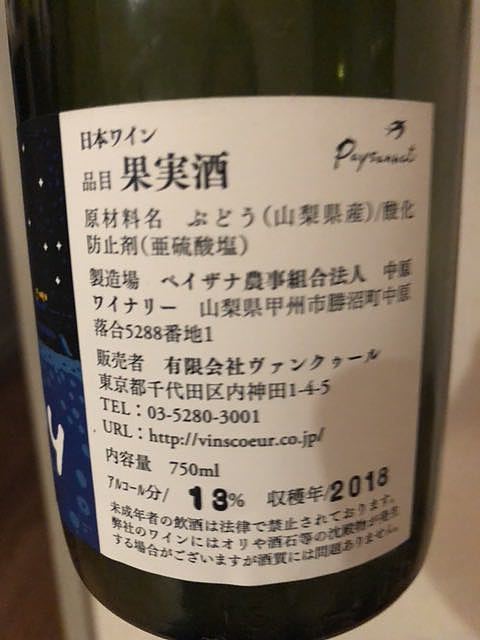 日本ワイン
品目 果実酒
Paysannat
原材料名 ぶどう(山梨県産)/酸化
防止剤(亜硫酸塩)
製造場 ペイザナ農事組合法人 中原
ワイナリー 山梨県甲州市勝沼町中原
落合5288番地1
販売者 有限会社ヴァンクゥール
東京都千代田区内神田1-4-5
TEL：03-5280-3001
URL：http://vinscoeur.co.jp/
内容量 750ml
アルコール分/ 13% 収穫年/2018
未成年者の飲酒は法律で禁止されております。
弊社のワインにはオリや酒石等の沈殿物が発生
する場合がございますが酒質には問題ありません。